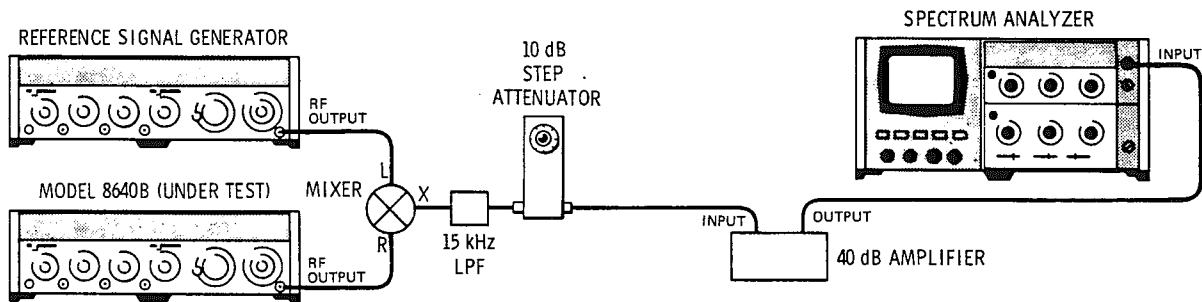 SPECTRUM ANALYZER
INPUT
REFERENCE SIGNAL GENERATOR
RF
OUTPUT
10 dB
STEP
ATTENUATOR
MODEL 8640B (UNDER TEST)
RF
OUTPUT
MIXER
L
X
R
15 kHz
LPF
INPUT
OUTPUT
40 dB AMPLIFIER